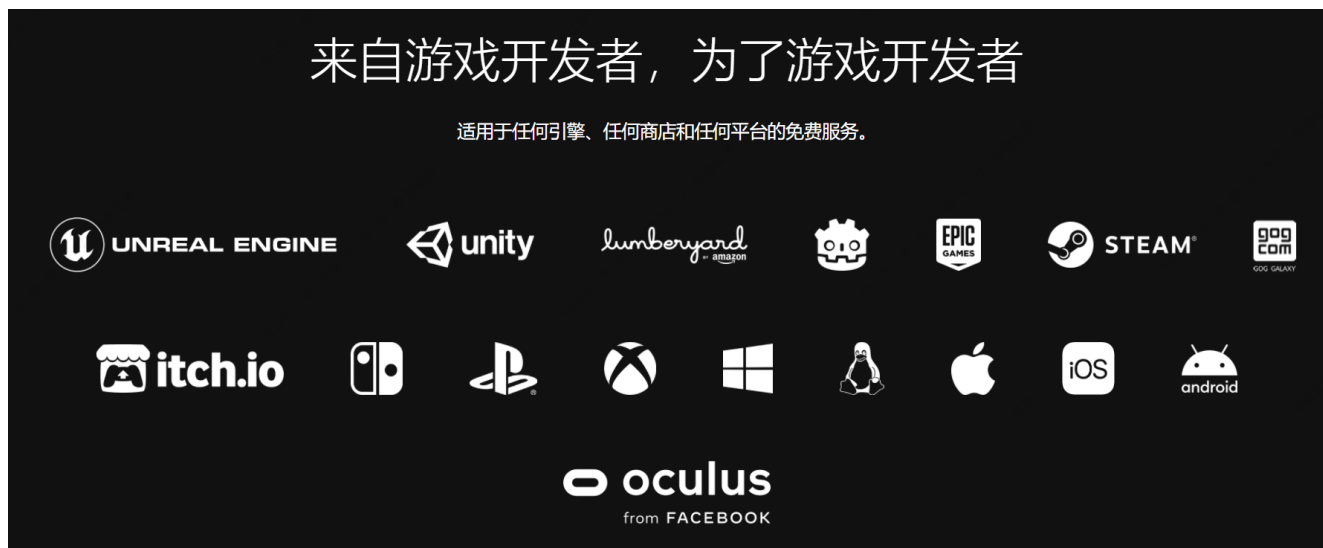 来自游戏开发者，为了游戏开发者
适用于任何引擎、任何商店和任何平台的免费服务。
UNREAL ENGINE unity lumberyard BY amazon EPIC GAMES STEAM® gog com GOG GALAXY
itch.io ® iOS android
oculus
from FACEBOOK